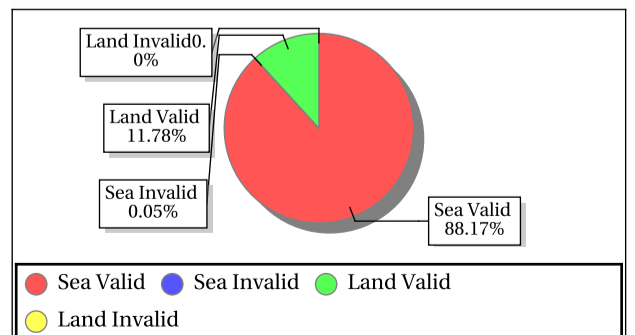 Land Invalid0.
0%
Land Valid
11.78%
Sea Invalid
0.05%
Sea Valid
88.17%
Sea Valid Sea Invalid Land Valid
Land Invalid